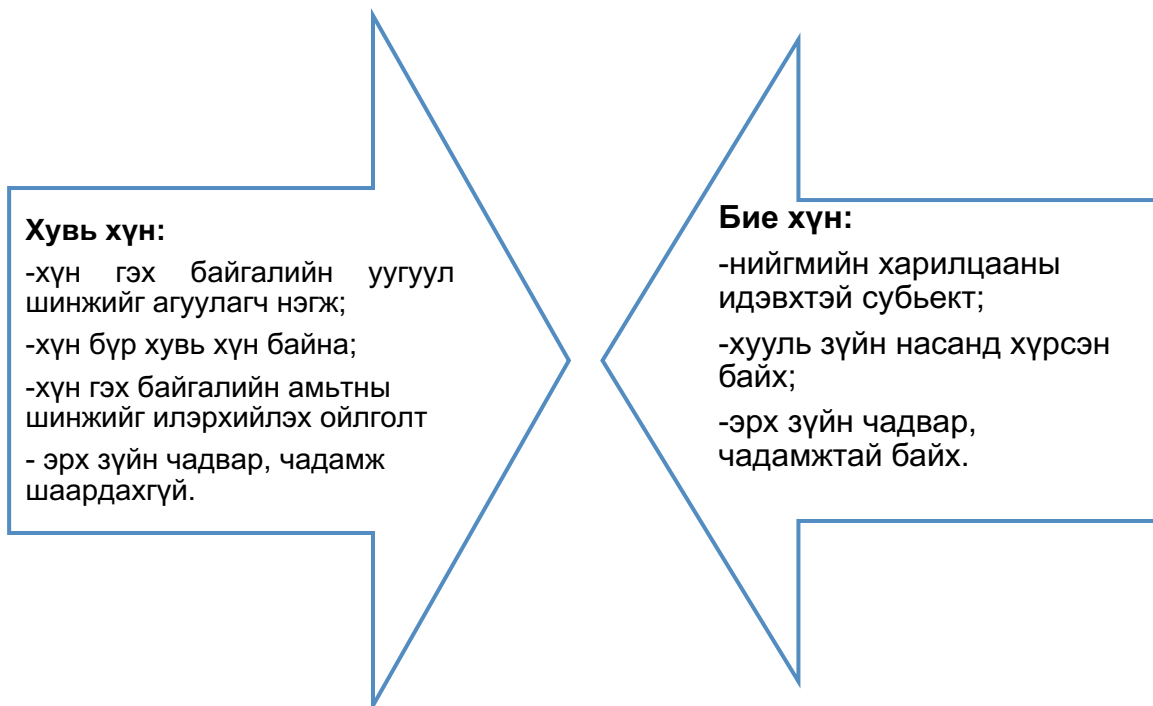 Хувь хүн:
-хүн гэх байгалийн уугуул
шинжийг агуулагч нэгж;
-хүн бүр хувь хүн байна;
-хүн гэх байгалийн амьтны
шинжийг илэрхийлэх ойлголт
- эрх зүйн чадвар, чадамж
шаардахгүй.
Бие хүн:
-нийгмийн харилцааны
идэвхтэй субьект;
-хууль зүйн насанд хүрсэн
байх;
-эрх зүйн чадвар,
чадамжтай байх.